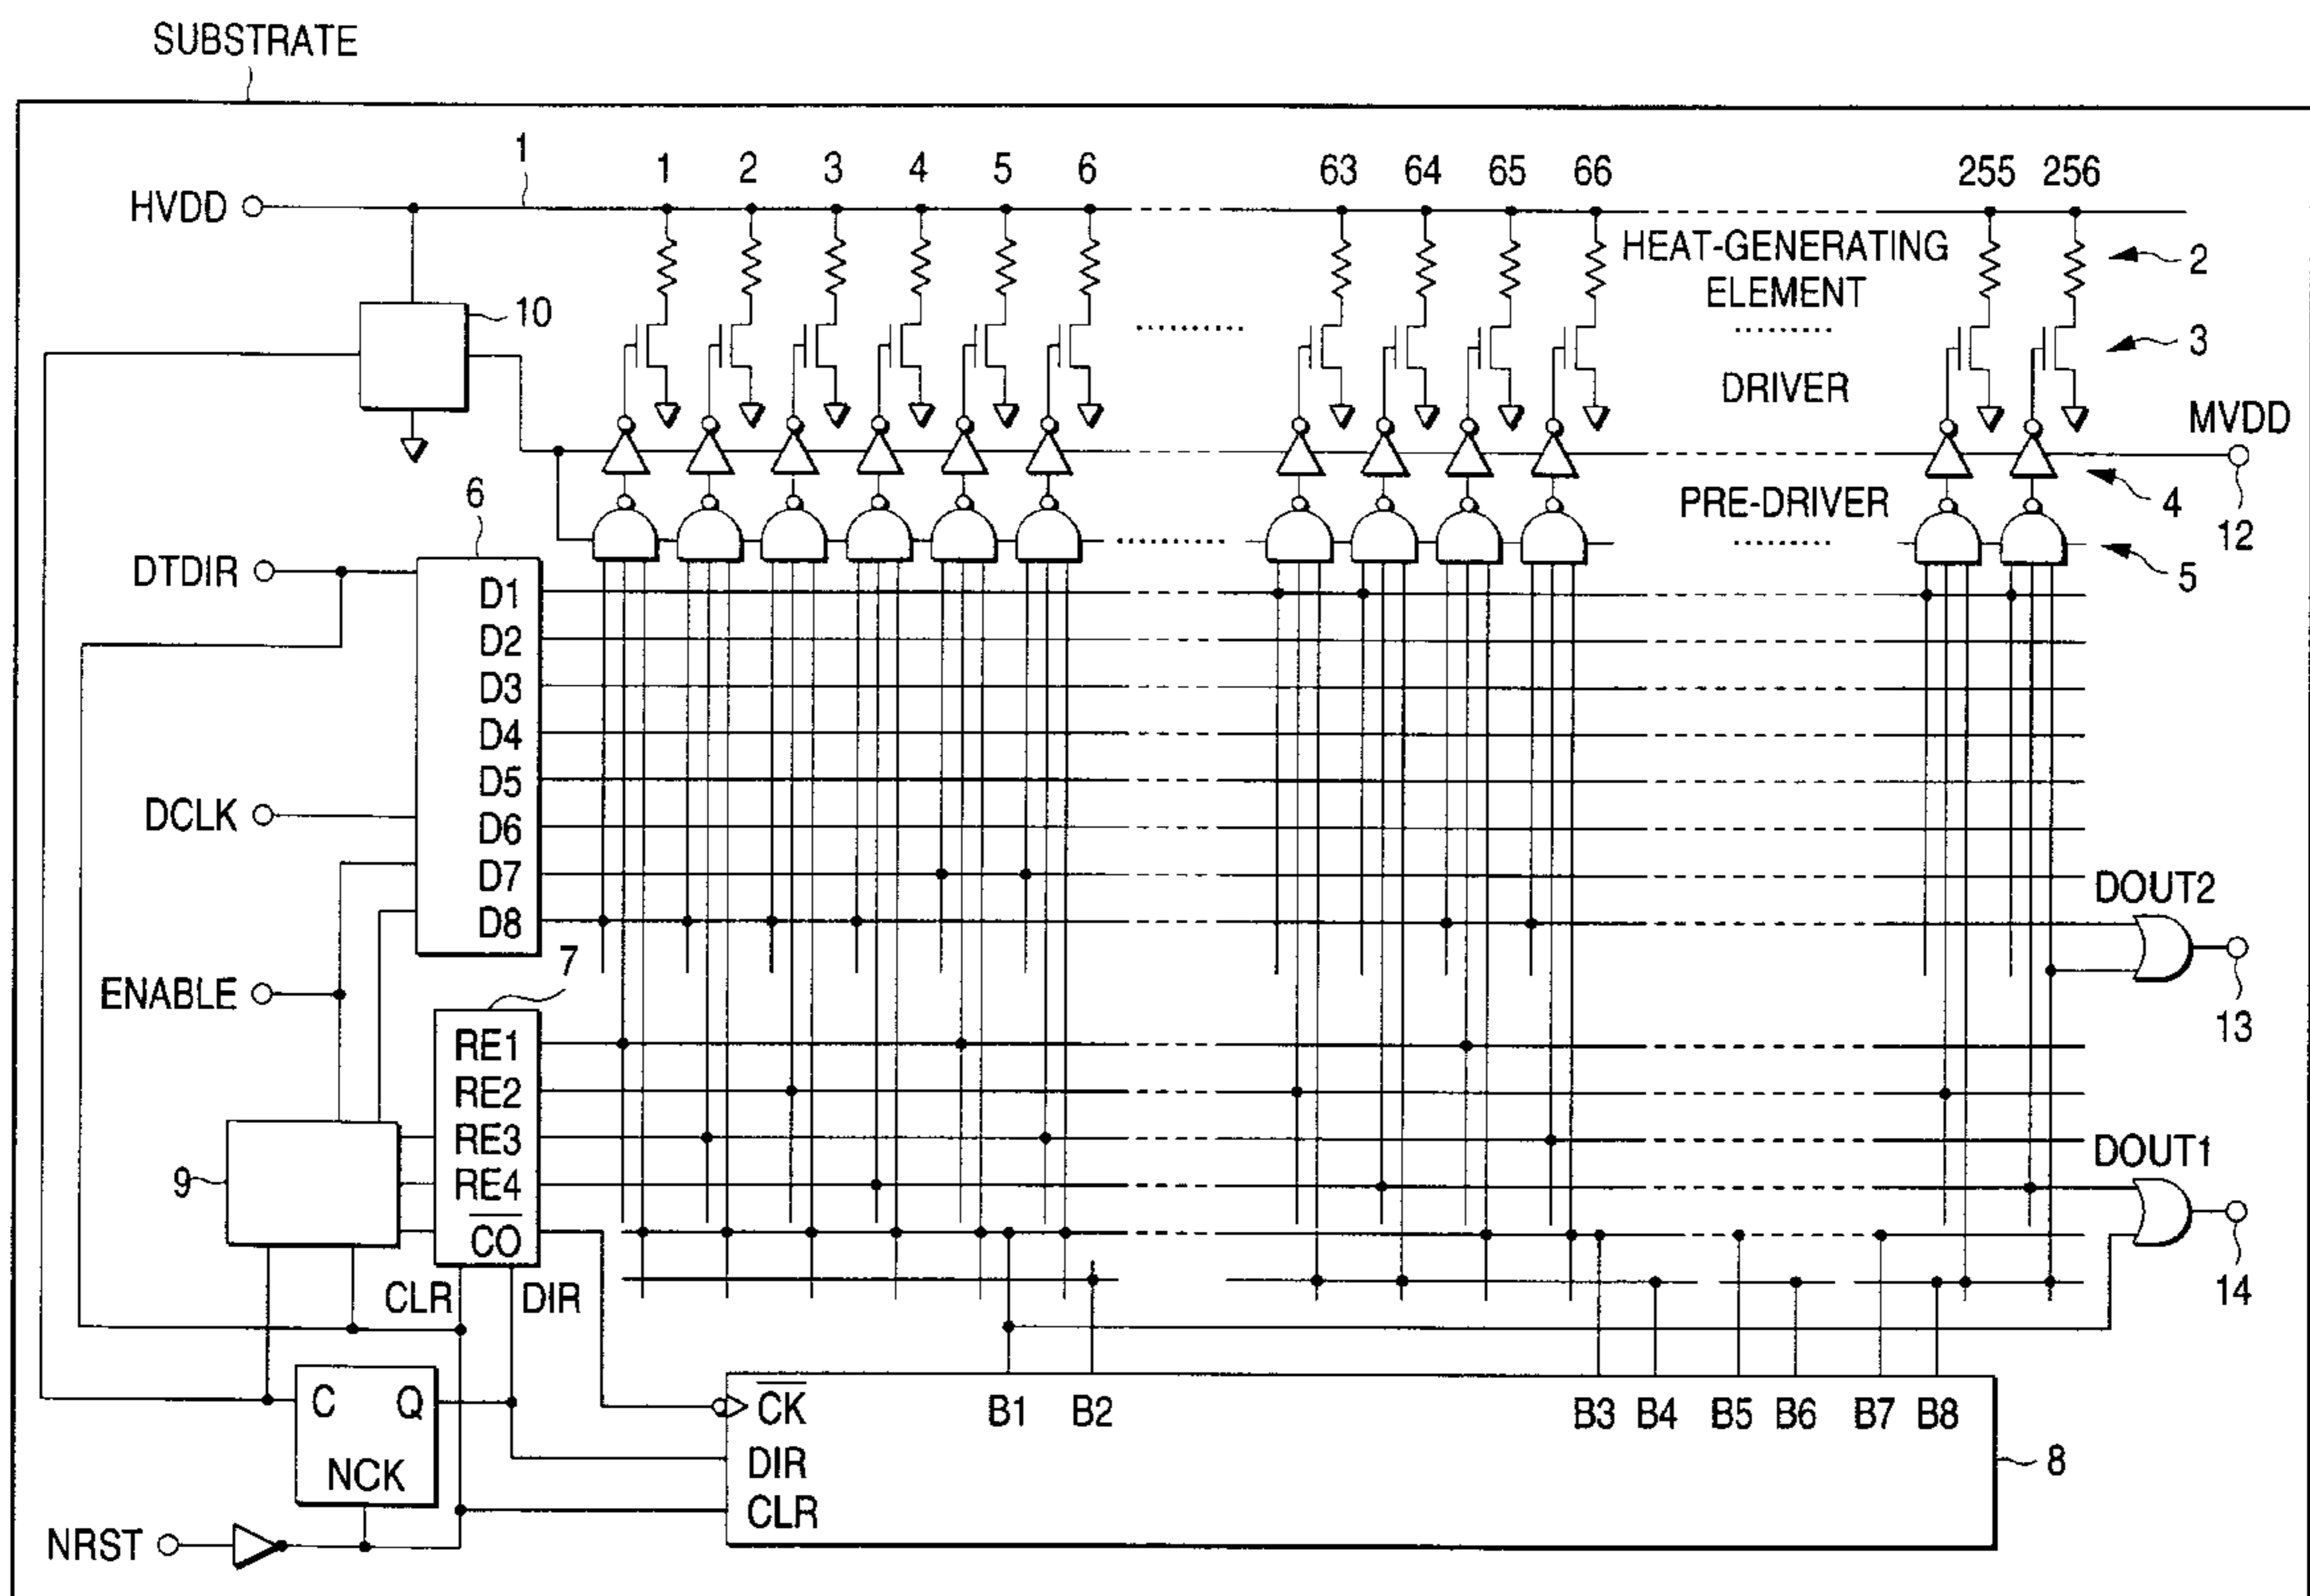 SUBSTRATE
1
1 2 3 4 5 6 63 64 65 66 255 256
HVDD
HEAT-GENERATING
ELEMENT
2
10
3
DRIVER
MVDD
6
PRE-DRIVER
4
12
DTDIR
5
D1
D2
D3
D4
D5
DCLK
D6
D7
DOUT2
D8
7
ENABLE
13
RE1
RE2
RE3
DOUT1
9
RE4
CO
CLR
DIR
14
C Q
CK
B1 B2 B3 B4 B5 B6 B7 B8
NCK
DIR
8
CLR
NRST